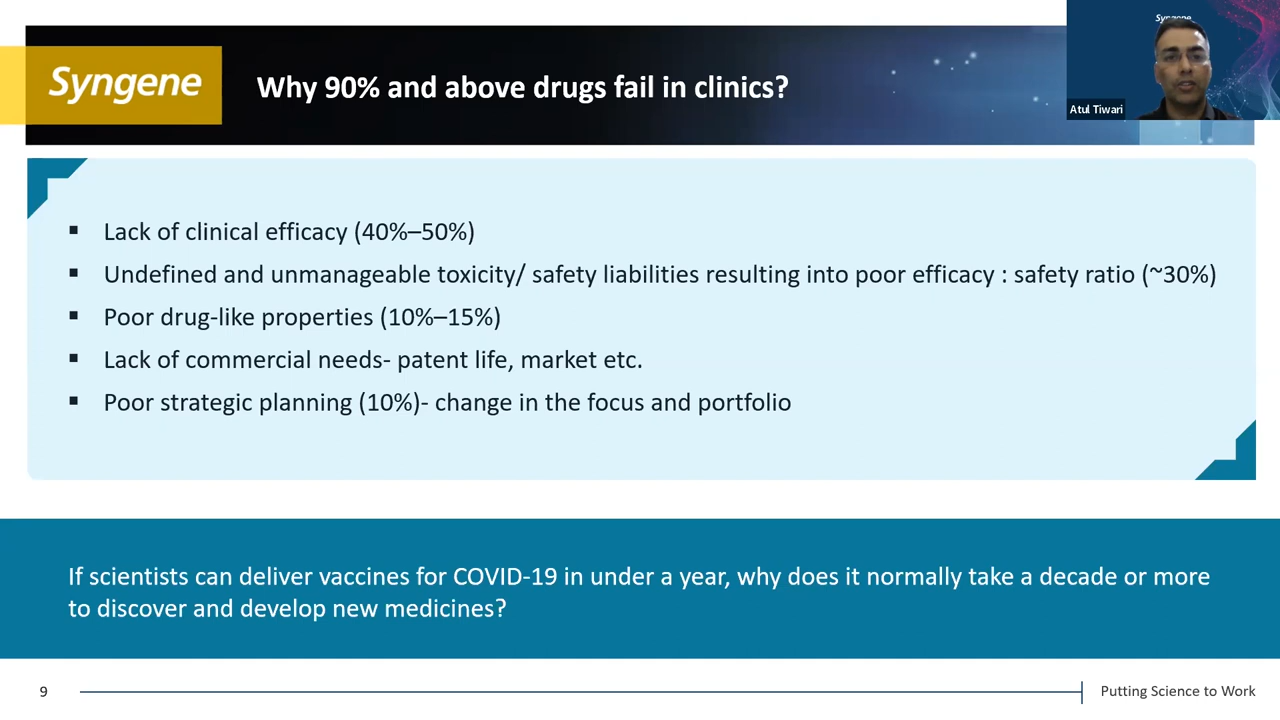 Syngene
Why 90% and above drugs fail in clinics?
Syngene
Atul Tiwari
▪ Lack of clinical efficacy (40%–50%)
▪ Undefined and unmanageable toxicity/ safety liabilities resulting into poor efficacy : safety ratio (~30%)
▪ Poor drug-like properties (10%–15%)
▪ Lack of commercial needs- patent life, market etc.
▪ Poor strategic planning (10%)- change in the focus and portfolio
If scientists can deliver vaccines for COVID-19 in under a year, why does it normally take a decade or more
to discover and develop new medicines?
9
Putting Science to Work